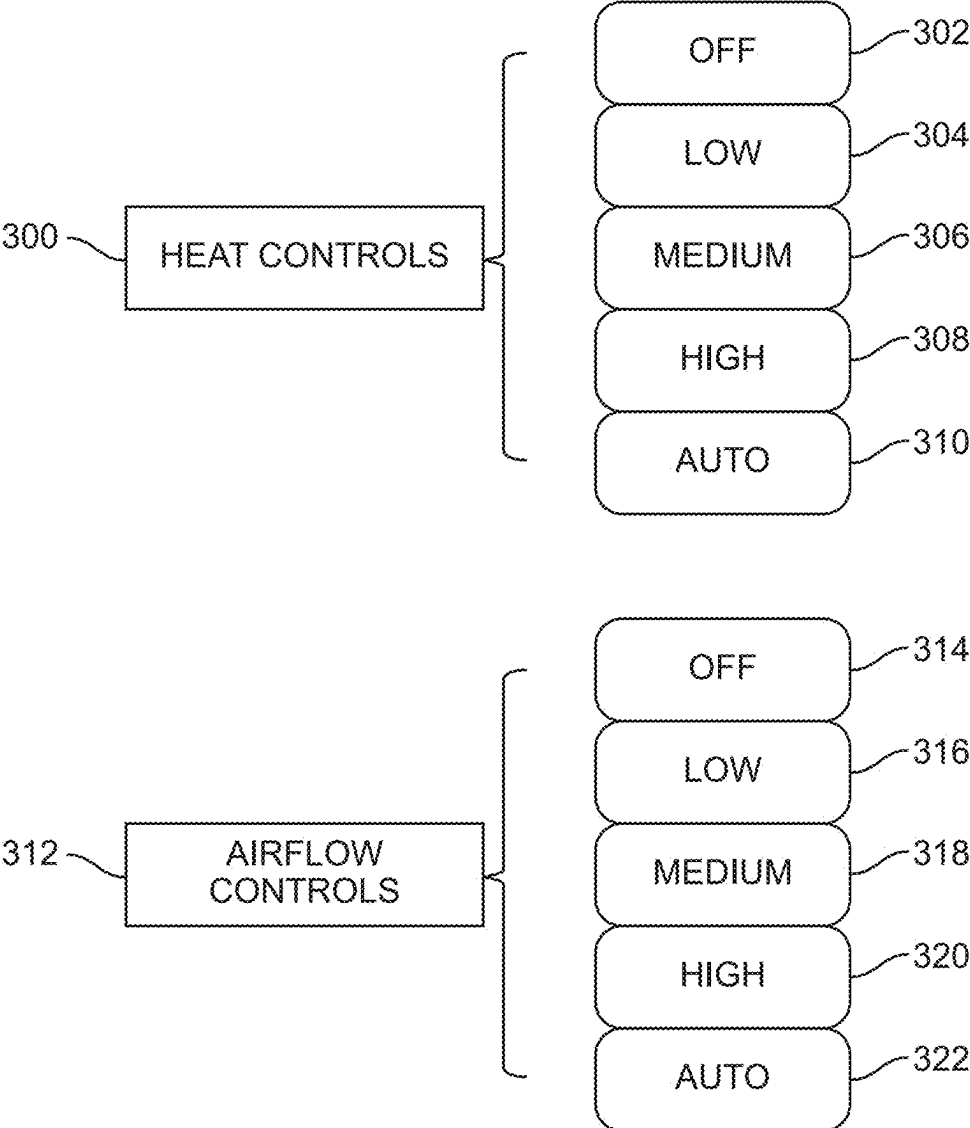 OFF 302
LOW 304
300 HEAT CONTROLS MEDIUM 306
HIGH 308
AUTO 310
OFF 314
LOW 316
312 AIRFLOW
CONTROLS
MEDIUM 318
HIGH 320
AUTO 322